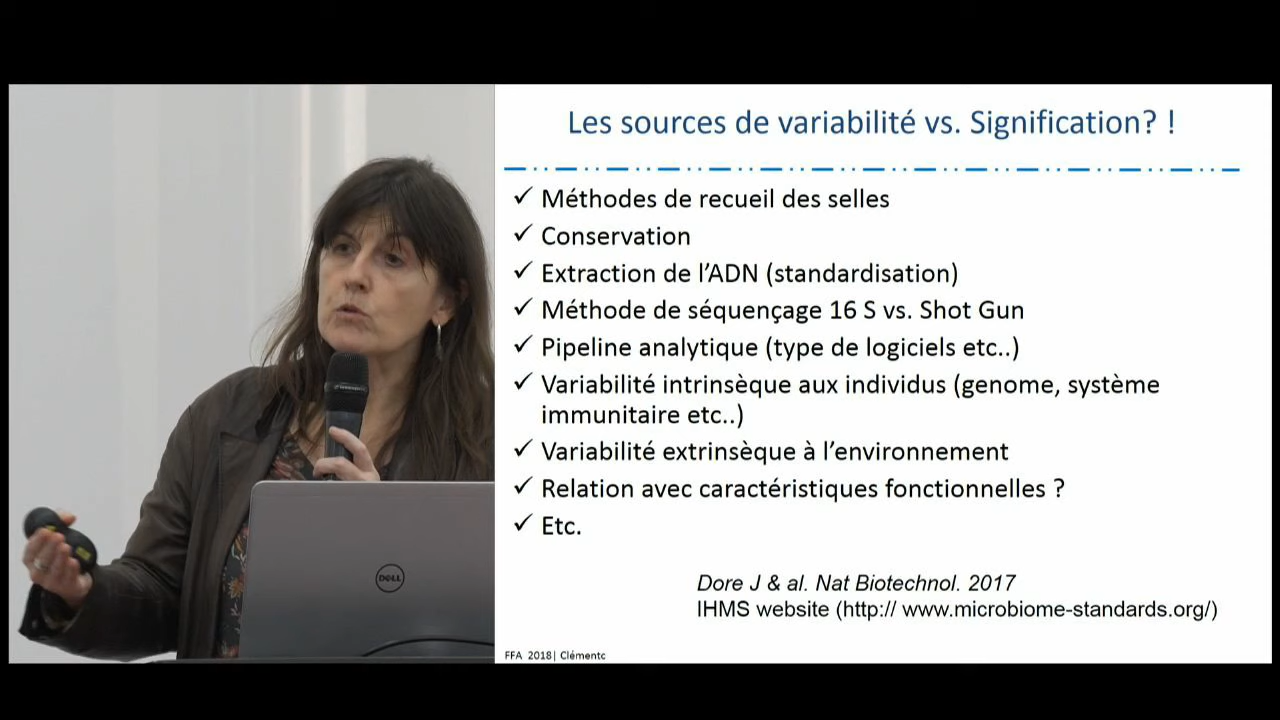 Les sources de variabilité vs. Signification? !
✓ Méthodes de recueil des selles
✓ Conservation
✓ Extraction de l’ADN (standardisation)
✓ Méthode de séquençage 16 S vs. Shot Gun
✓ Pipeline analytique (type de logiciels etc..)
✓ Variabilité intrinsèque aux individus (genome, système
immunitaire etc..)
✓ Variabilité extrinsèque à l’environnement
✓ Relation avec caractéristiques fonctionnelles ?
✓ Etc.
Dore J & al. Nat Biotechnol. 2017
IHMS website (http:// www.microbiome-standards.org/)
FFA 2018| Clémentc
DELL